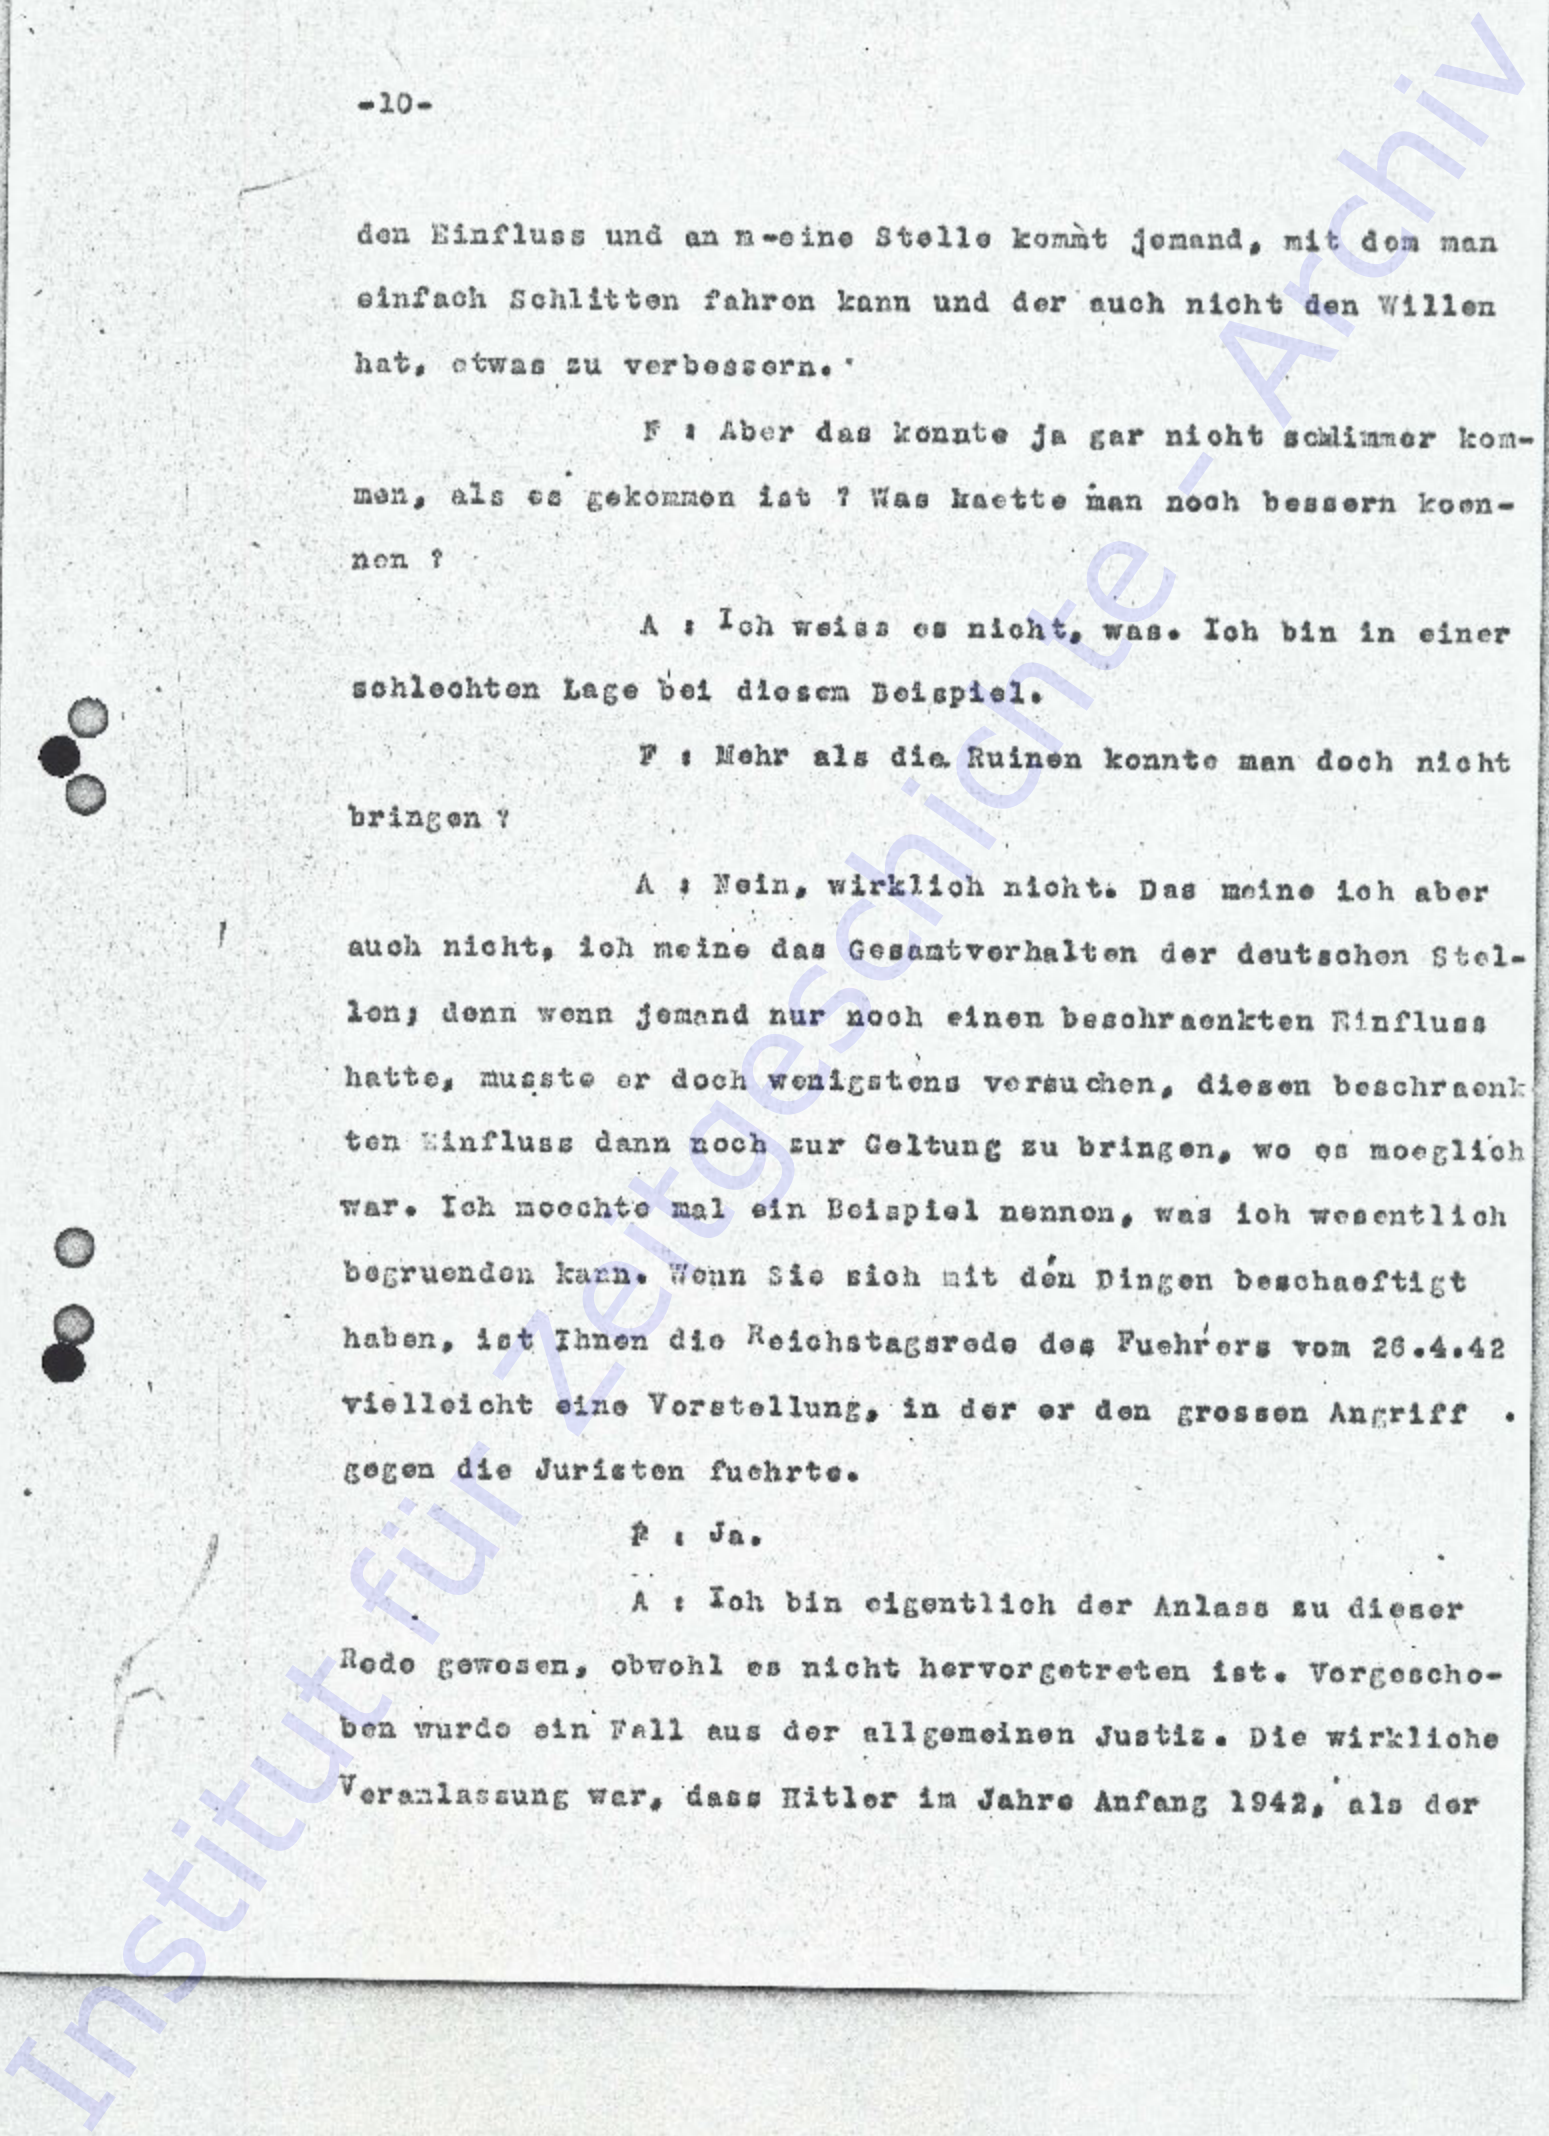 -10-
den Einfluss und an m-eine Stelle kommt jemand, mit dem man
einfach Schlitten fahren kann und der auch nicht den Willen
hat, etwas zu verbessern.
F : Aber das konnte ja gar nicht schlimmer kom-
men, als es gekommen ist ? Was haette man noch bessern koen-
nen ?
A : Ich weiss es nicht, was. Ich bin in einer
schlechten Lage bei diesem Beispiel.
F : Mehr als die Ruinen konnte man doch nicht
bringen ?
A : Nein, wirklich nicht. Das meine ich aber
auch nicht, ich meine das Gesamtverhalten der deutschen Stel-
len; denn wenn jemand nur noch einen beschraenkten Einfluss
hatte, musste er doch wenigstens versuchen, diesen beschraenk
ten Einfluss dann noch zur Geltung zu bringen, wo es moeglich
war. Ich moechte mal ein Beispiel nennen, was ich wesentlich
begruenden kann. Wenn Sie sich mit den Dingen beschaeftigt
haben, ist Ihnen die Reichstagsrede des Fuehrers vom 26.4.42
vielleicht eine Vorstellung, in der er den grossen Angriff
gegen die Juristen fuehrte.
F : Ja.
A : Ich bin eigentlich der Anlass zu dieser
Rede gewesen, obwohl es nicht hervorgetreten ist. Vorgescho-
ben wurde ein Fall aus der allgemeinen Justiz. Die wirkliche
Veranlassung war, dass Hitler im Jahre Anfang 1942, als der
Institut für Zeitgeschichte - Archiv